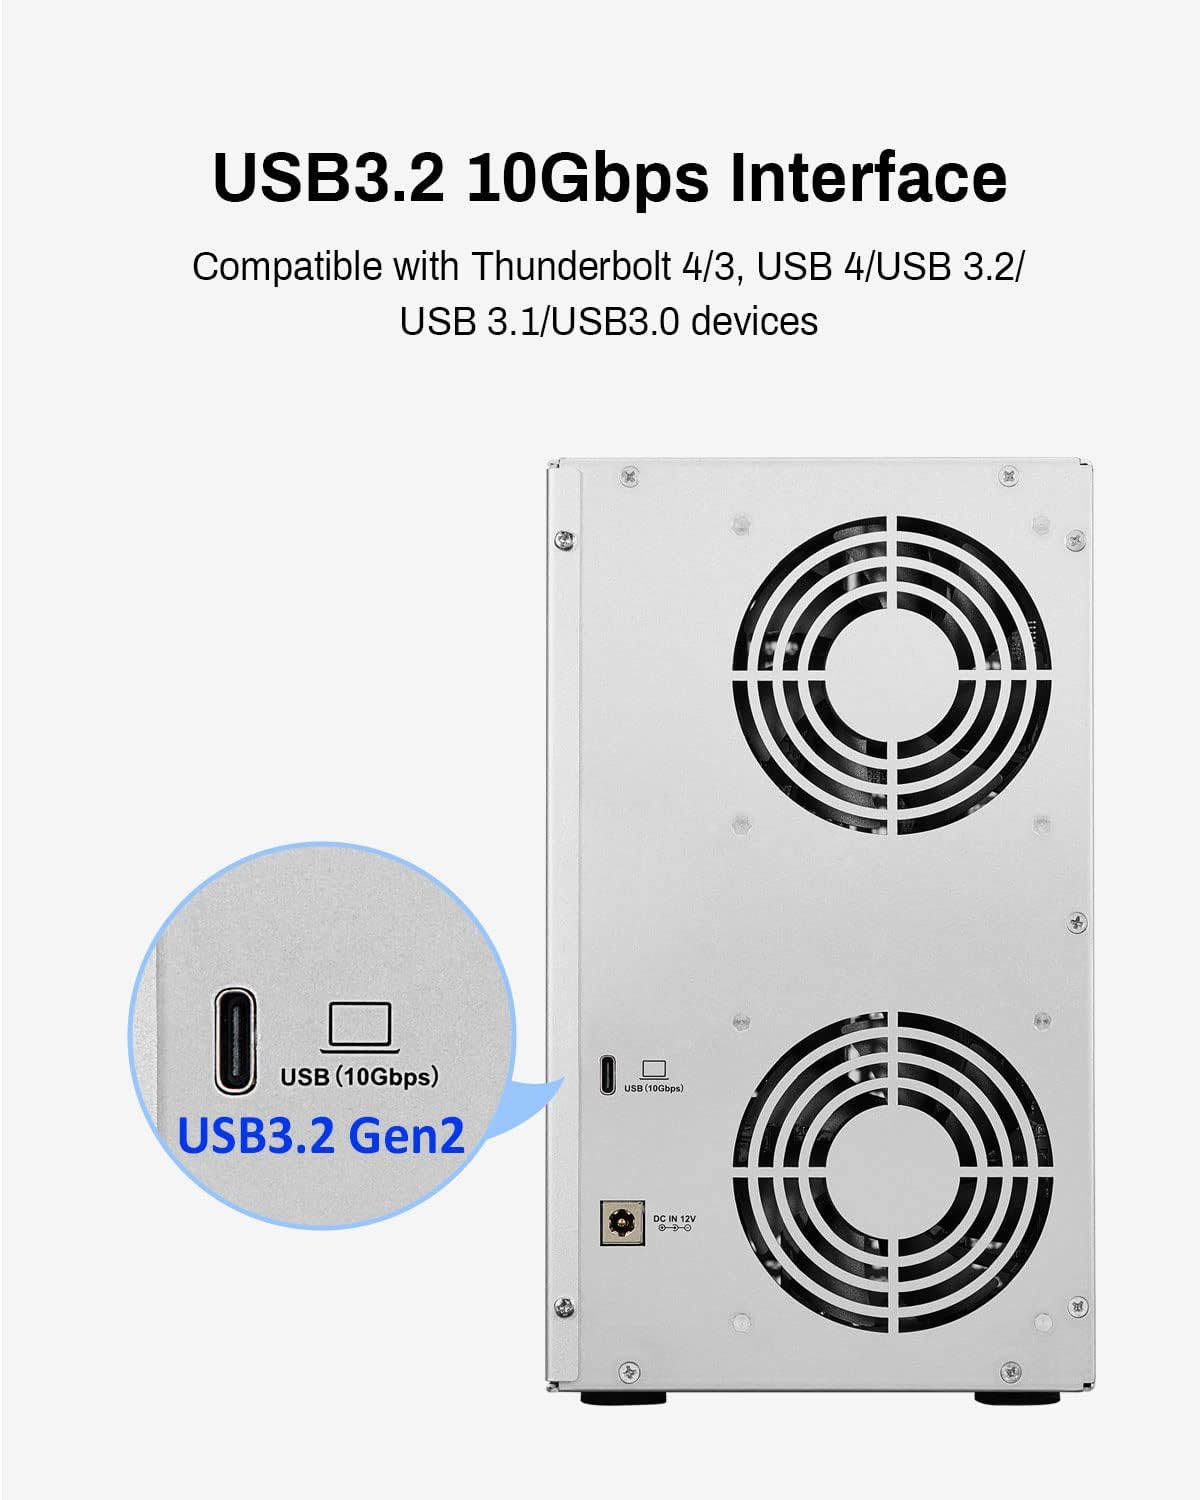 USB3.2 10Gbps Interface
Compatible with Thunderbolt 4/3, USB 4/USB 3.2/
USB 3.1/USB3.0 devices
USB (10Gbps)
USB3.2 Gen2
USB (10Gbps)
DC IN 12V